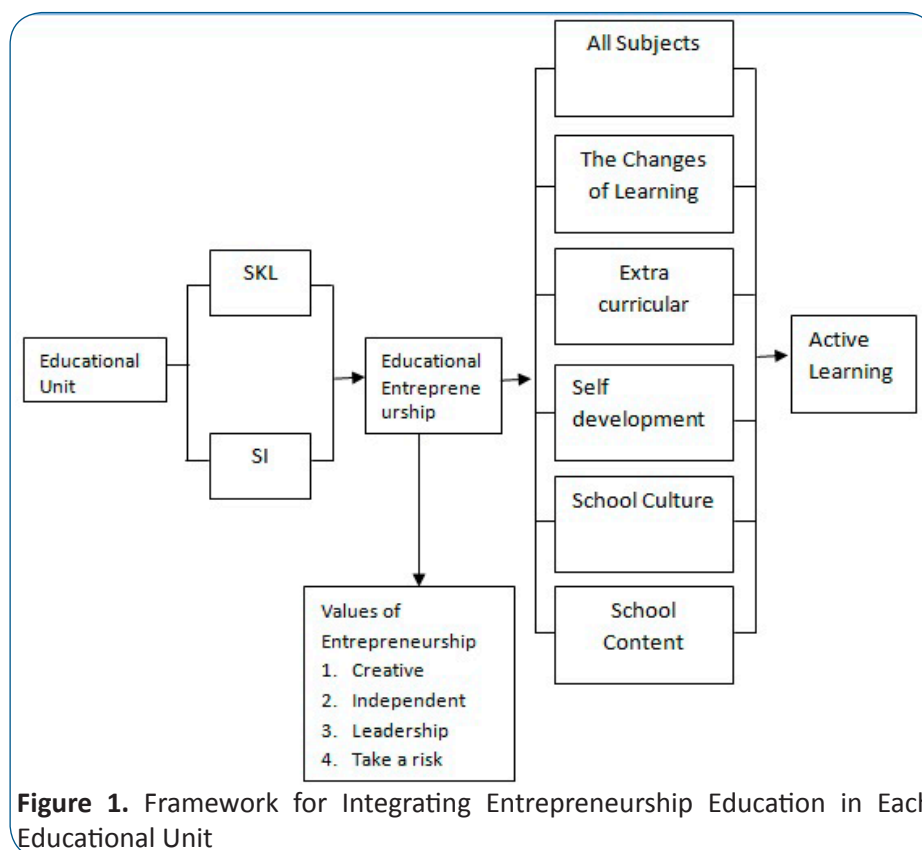 All Subjects
The Changes
of Learning
SKL
Extra
curricular
Educational
Unit
Educational
Entreprene
urship
Active
Learning
Self
development
SI
School Culture
Values of
Entrepreneurship
1. Creative
2. Independent
3. Leadership
4. Take a risk
School
Content
Figure 1. Framework for Integrating Entrepreneurship Education in Each
Educational Unit